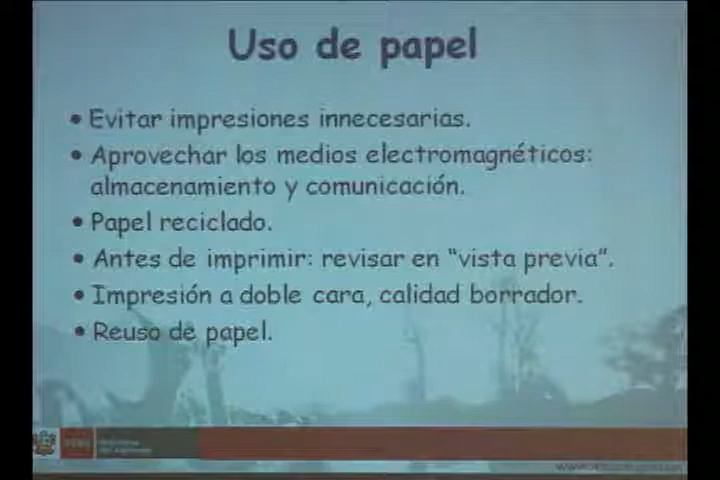 Uso de papel
• Evitar impresiones innecesarias.
• Aprovechar los medios electromagnéticos:
almacenamiento y comunicación.
• Papel reciclado.
• Antes de imprimir: revisar en “vista previa”.
• Impresión a doble cara, calidad borrador.
• Reuso de papel.
PERÚ